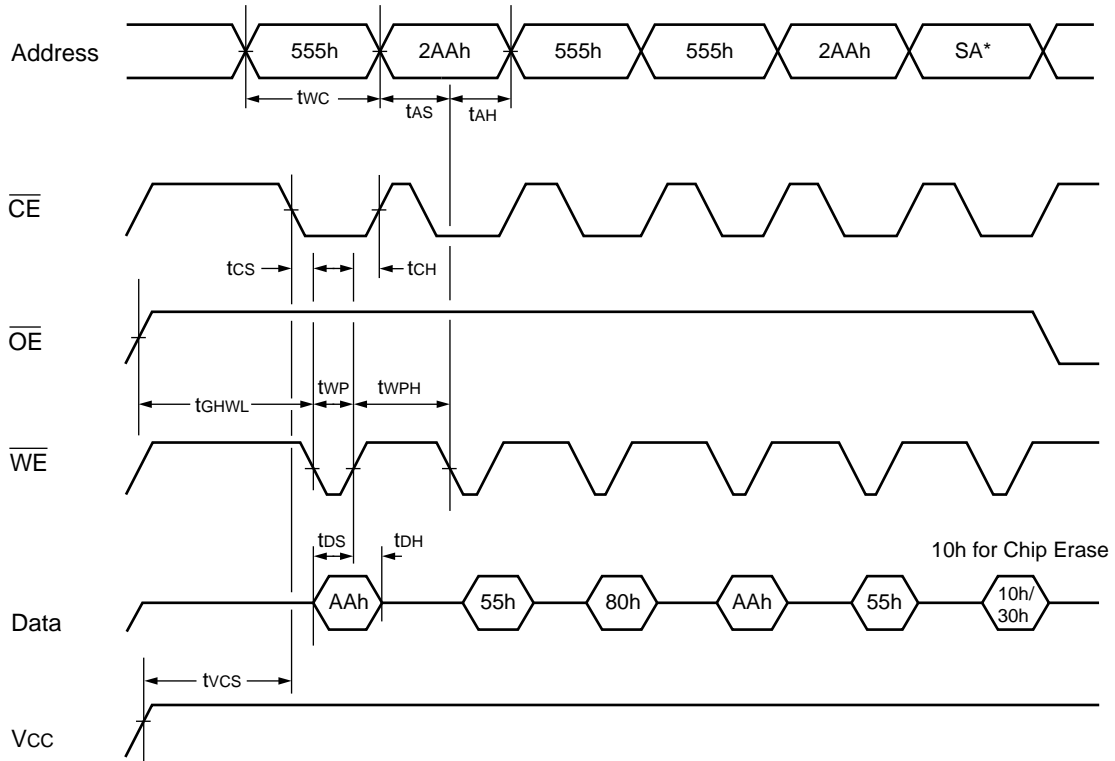 Address
555h
2AAh
555h
555h
2AAh
SA*
tWC
tAS
tAH
CE
tCS
tCH
OE
tGHWL
tWP
tWPH
WE
tDS
tDH
10h for Chip Erase
Data
AAh
55h
80h
AAh
55h
10h/
30h
tVCS
VCC